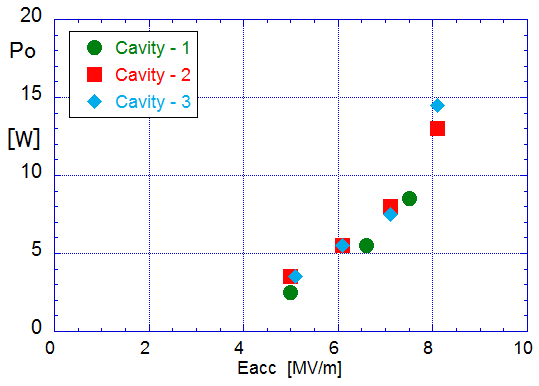 20
Po
Cavity - 1
Cavity - 2
Cavity - 3
15
[W]
10
5
0
0 2 4 6 8 10
Eacc [MV/m]